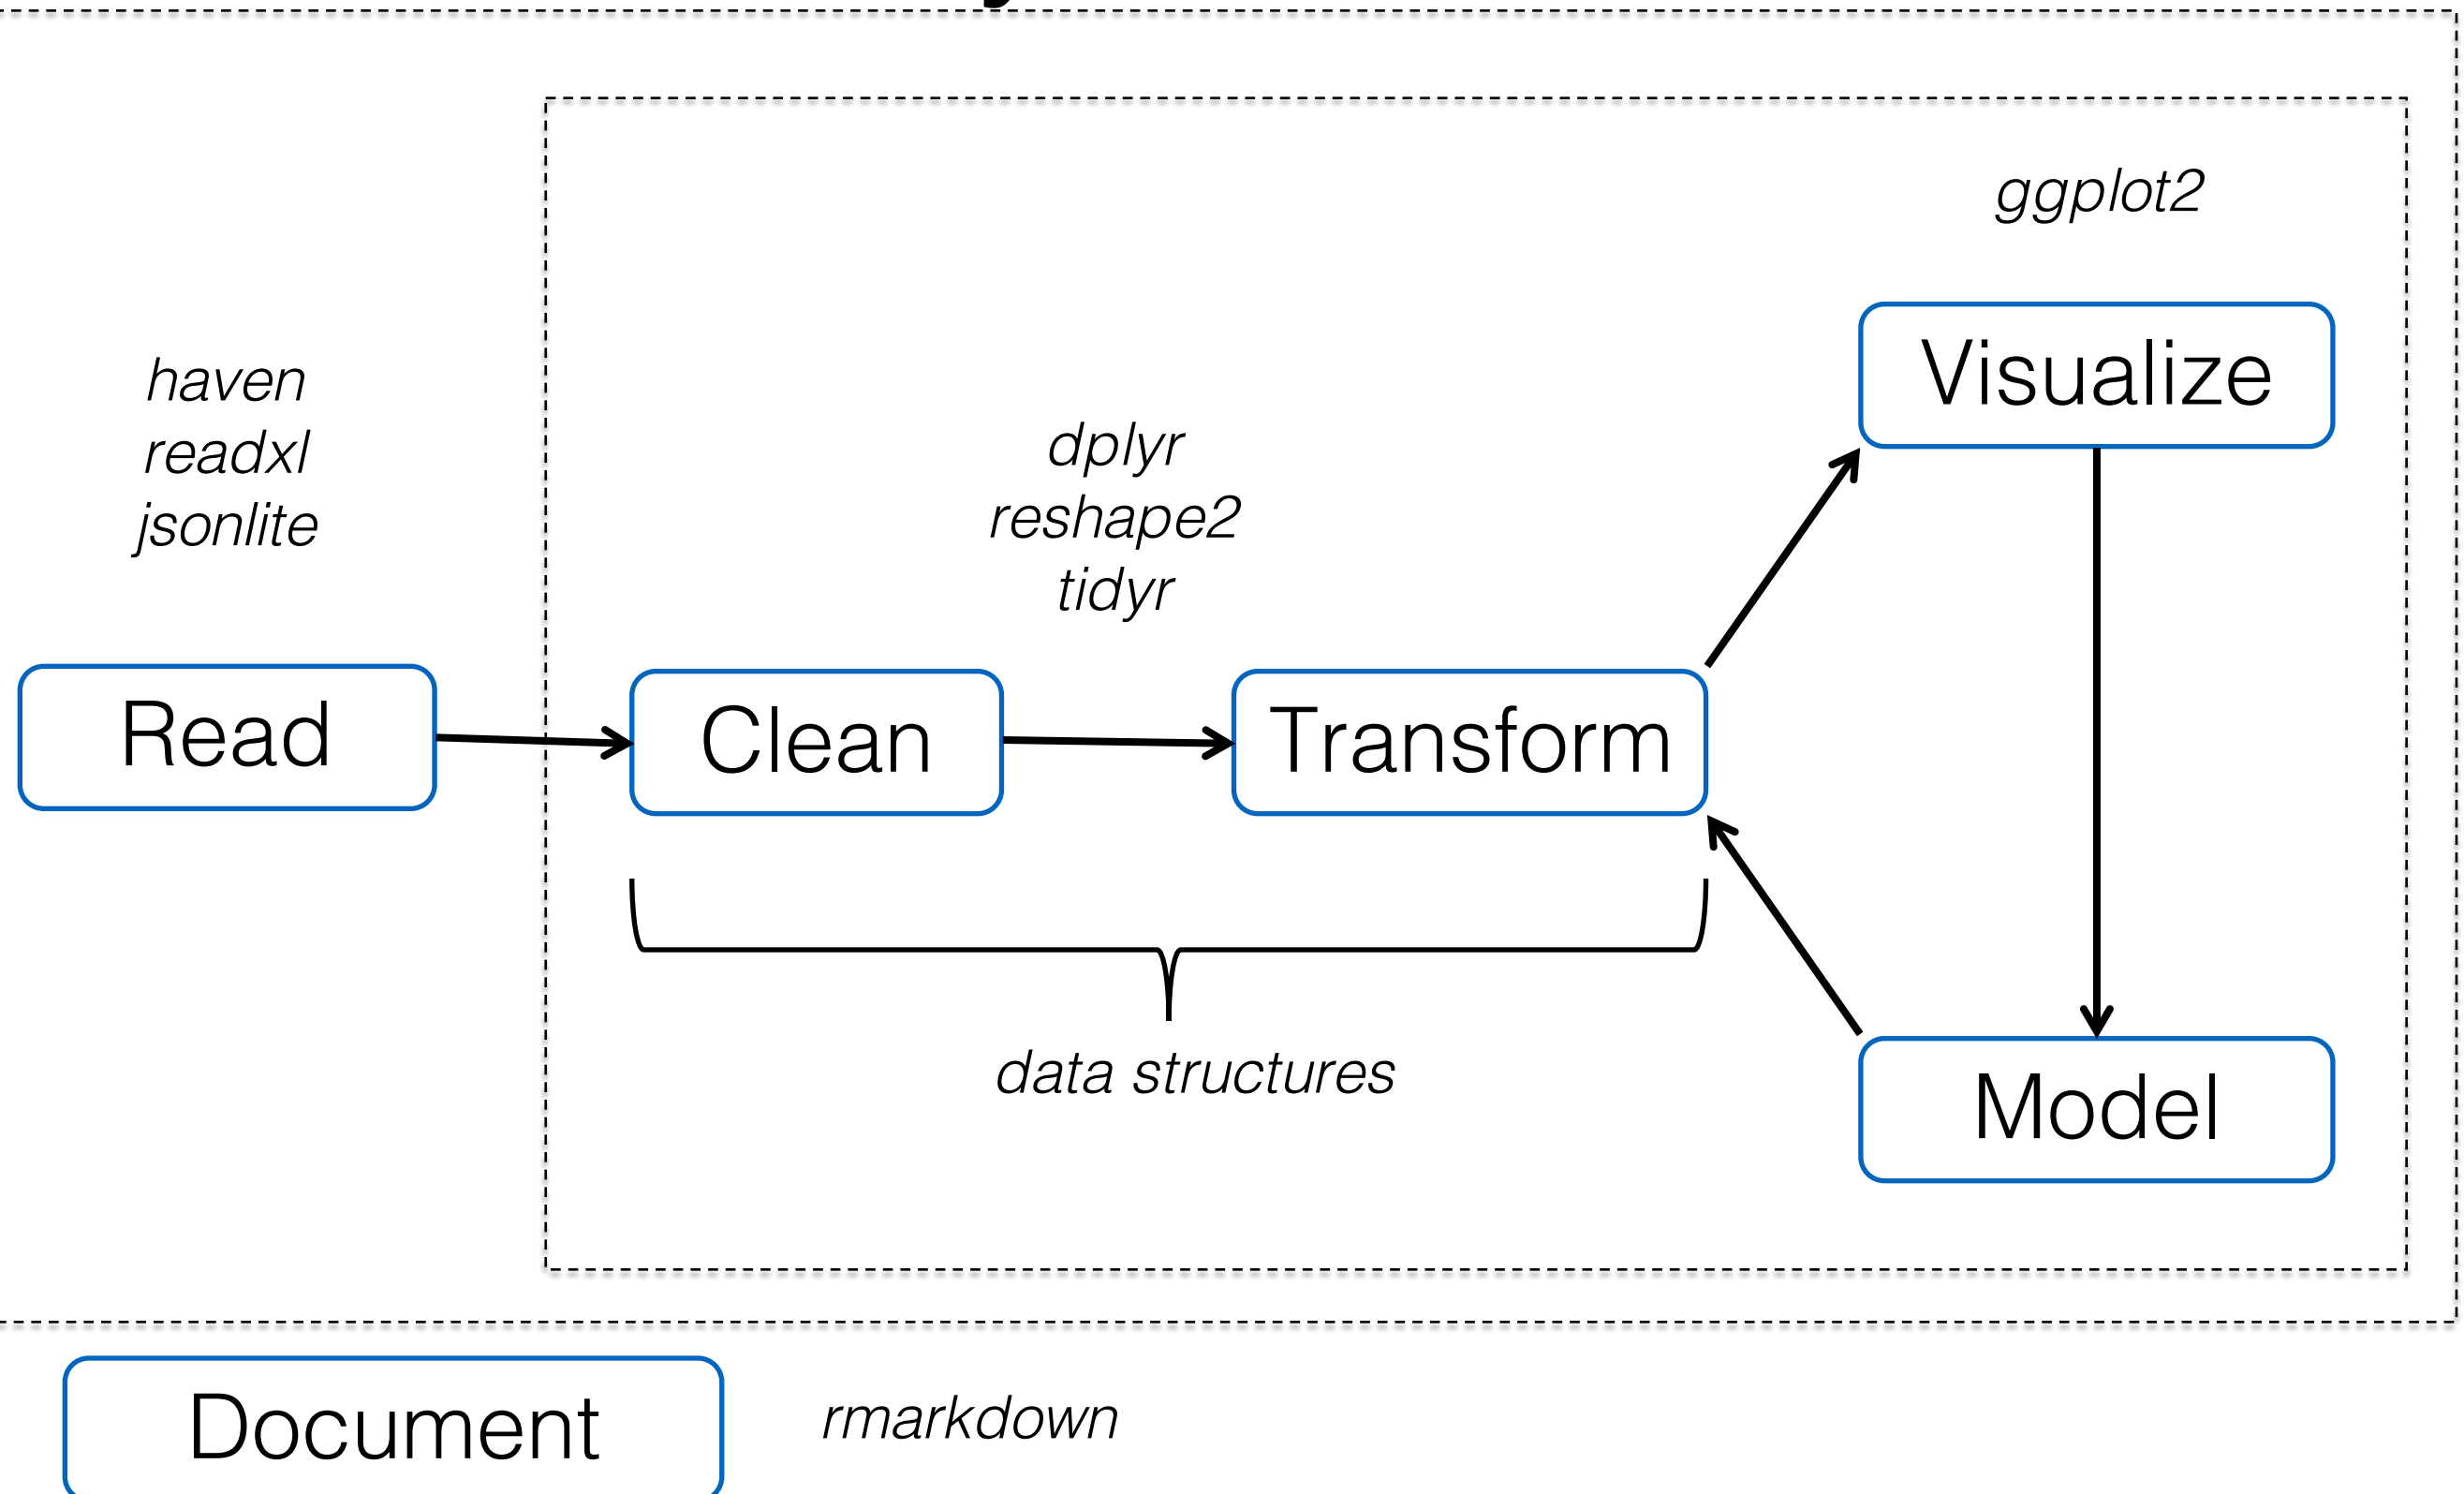 ggplot2
Visualize
haven
readxl
jsonlite
dplyr
reshape2
tidyr
Read
Clean
Transform
data structures
Model
Document
rmarkdown